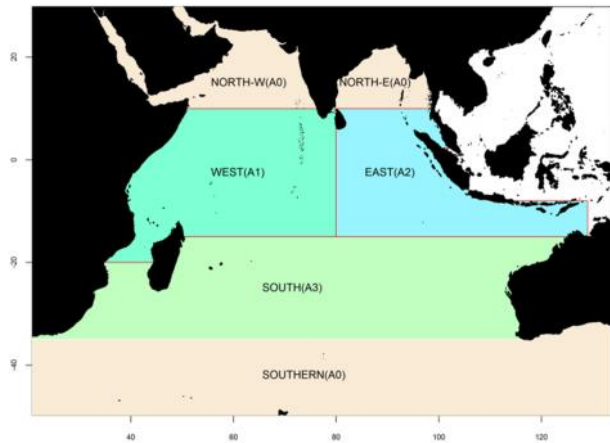 20
NORTH-W(A0) NORTH-E(A0)
0
WEST(A1) EAST(A2)
-20
SOUTH(A3)
-40
SOUTHERN(A0)
40 60 80 100 120